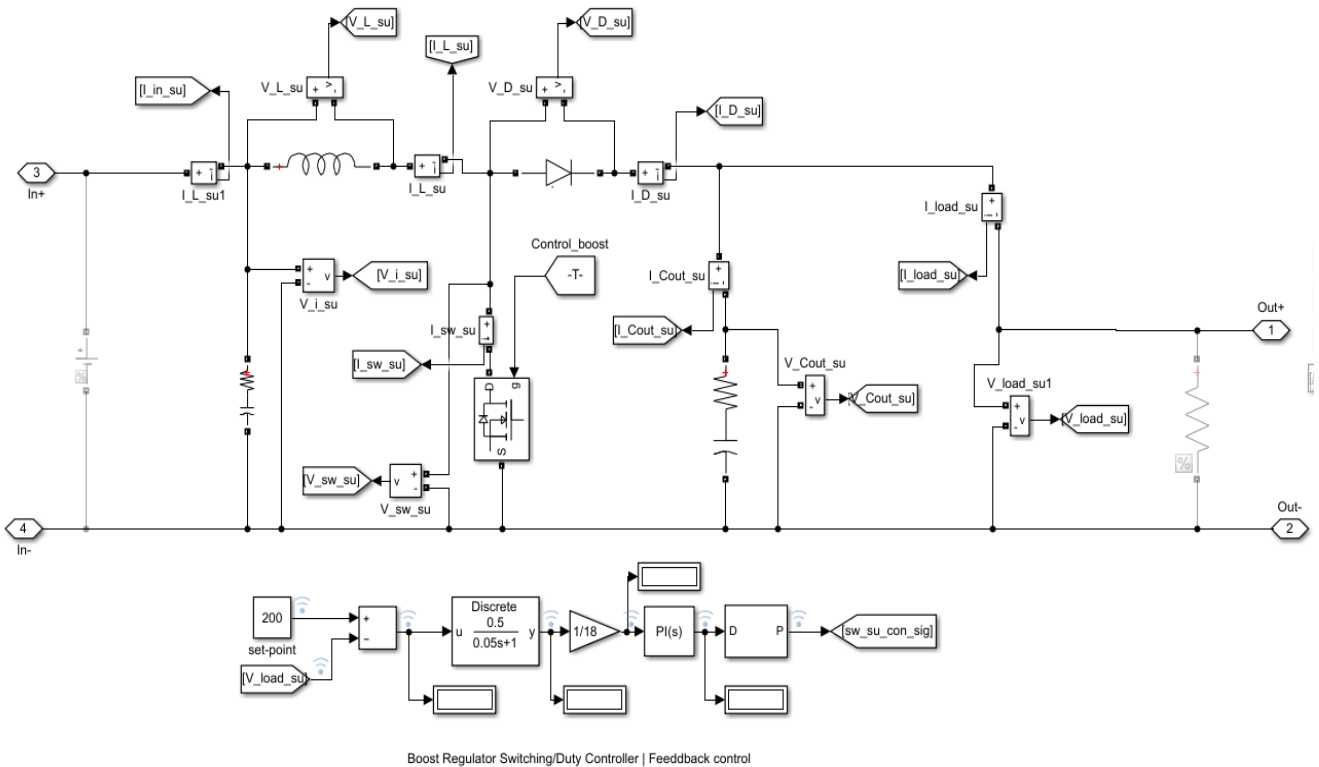 [V_L_su]
[V_D_su]
[I_L_su]
V_L_su
+ v -
V_D_su
+ v -
[I_in_su]
[I_D_su]
3
In+
+ i -
I_L_su1
+ i -
I_L_su
+ i -
I_D_su
I_load_su
+ i -
Control_boost
-T-
[I_load_su]
+ - v
[V_i_su]
V_i_su
I_Cout_su
+ i -
[I_Cout_su]
I_sw_su
+ i
[I_sw_su]
Out+
1
+
%
D g
S
V_Cout_su
+ - v
[V_Cout_su]
V_load_su1
+ - v
[V_load_su]
%
[V_sw_su]
v + -
V_sw_su
4
In-
Out-
2
200
set-point
[V_load_su]
+
−
Discrete
u 0.5 y
0.05s+1
1/18
PI(s)
D P
[sw_su_con_sig]
Boost Regulator Switching/Duty Controller | Feeddback control